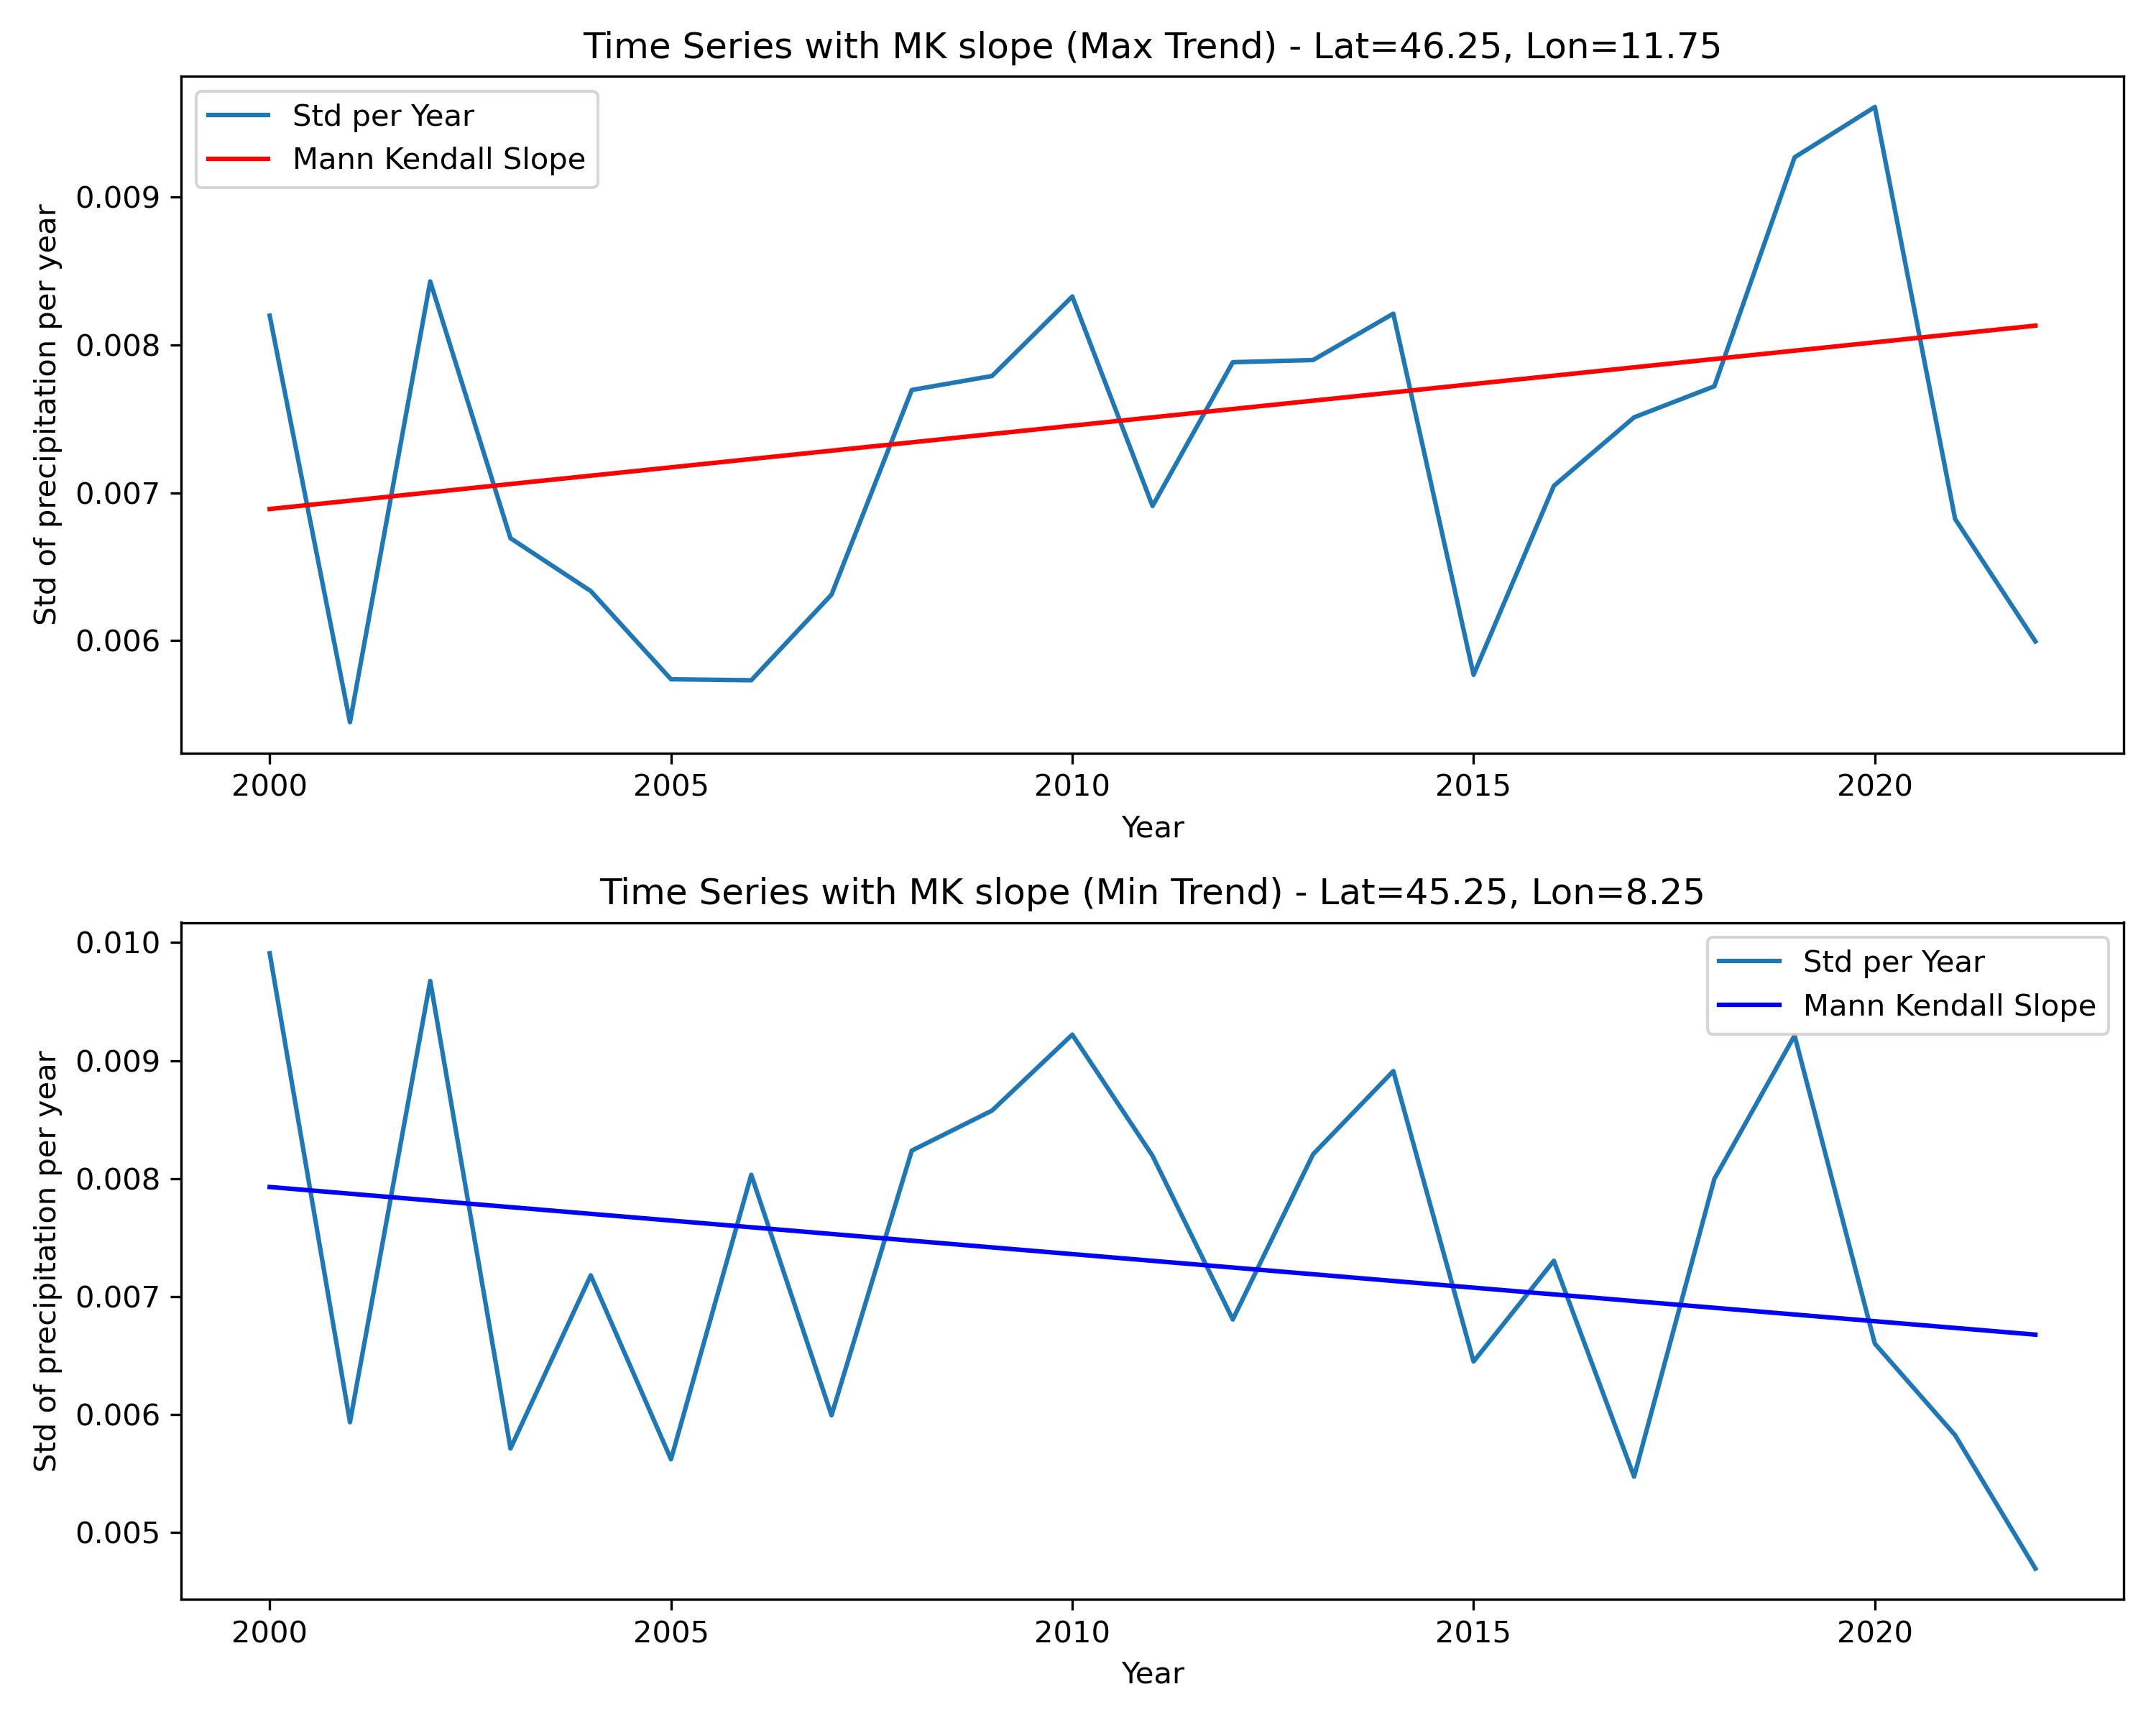 Time Series with MK slope (Max Trend) - Lat=46.25, Lon=11.75
Std per Year
Mann Kendall Slope
Std of precipitation per year
0.009
0.008
0.007
0.006
2000 2005 2010 2015 2020
Year
Time Series with MK slope (Min Trend) - Lat=45.25, Lon=8.25
Std per Year
Mann Kendall Slope
Std of precipitation per year
0.010
0.009
0.008
0.007
0.006
0.005
2000 2005 2010 2015 2020
Year